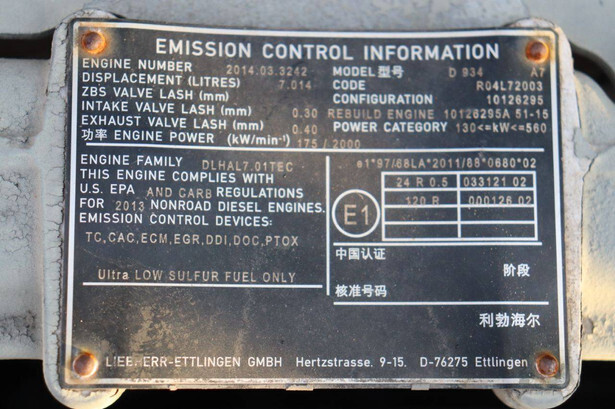 EMISSION CONTROL INFORMATION
ENGINE NUMBER 2014.03.3242 MODEL型号 D 934 A7
DISPLACEMENT (LITRES) 7.014 CODE R04L72003
ZBS VALVE LASH (mm) CONFIGURATION 10126295
INTAKE VALVE LASH (mm) 0.30 REBUILD ENGINE 10126295A 51-15
EXHAUST VALVE LASH (mm) 0.40 POWER CATEGORY 130<=kW<=560
功率 ENGINE POWER (kW/min⁻¹) 175 / 2000
ENGINE FAMILY DLHAL7.01TEC
THIS ENGINE COMPLIES WITH
U.S. EPA AND CARB REGULATIONS
FOR 2013 NONROAD DIESEL ENGINES.
EMISSION CONTROL DEVICES:
TC,CAC,ECM,EGR,DDI,DOC,PTOX
Ultra LOW SULFUR FUEL ONLY
e1*97/68LA*2011/88*0680*02
24 R 0.5 033121 02
120 R 000126 02
E1
中国认证
阶段
核准号码
利勃海尔
LIEBHERR-ETTLINGEN GMBH Hertzstrasse. 9-15. D-76275 Ettlingen